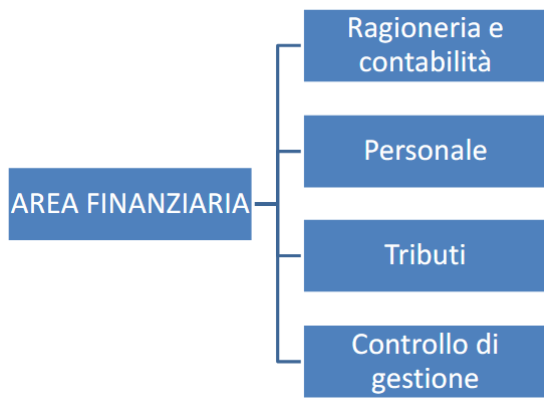 AREA FINANZIARIA
Ragioneria e
contabilità
Personale
Tributi
Controllo di
gestione